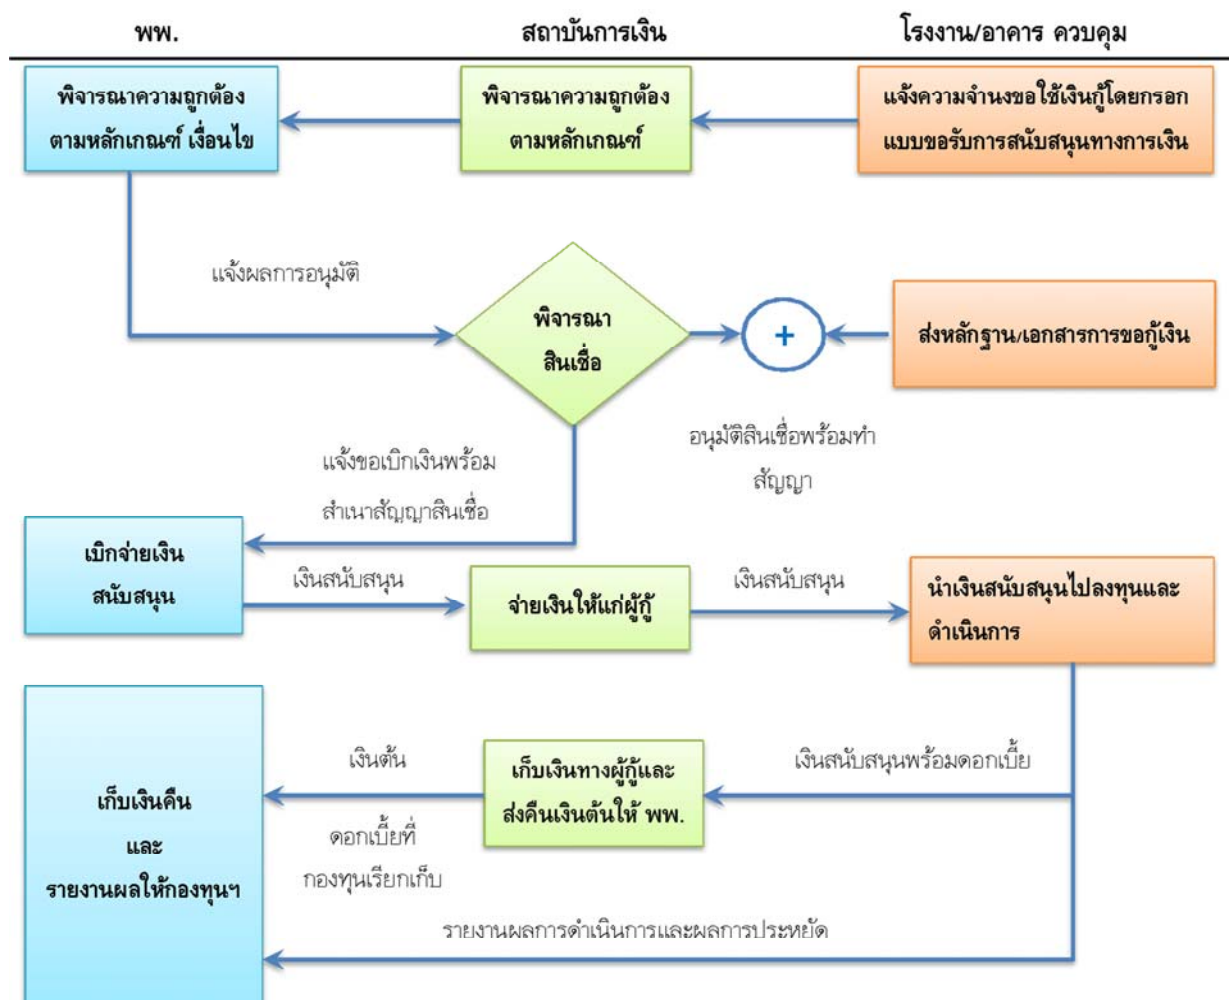 พพ.
สถาบันการเงิน
โรงงาน/อาคาร ควบคุม
พิจารณาความถูกต้อง
ตามหลักเกณฑ์ เงื่อนไข
พิจารณาความถูกต้อง
ตามหลักเกณฑ์
แจ้งความจำนงขอใช้เงินกู้โดยกรอก
แบบขอรับการสนับสนุนทางการเงิน
แจ้งผลการอนุมัติ
พิจารณา
สินเชื่อ
+
ส่งหลักฐาน/เอกสารการขอกู้เงิน
อนุมัติสินเชื่อพร้อมทำ
สัญญา
แจ้งขอเบิกเงินพร้อม
สำเนาสัญญาสินเชื่อ
เบิกจ่ายเงิน
สนับสนุน
เงินสนับสนุน
จ่ายเงินให้แก่ผู้กู้
เงินสนับสนุน
นำเงินสนับสนุนไปลงทุนและ
ดำเนินการ
เงินสนับสนุนพร้อมดอกเบี้ย
เก็บเงินทางผู้กู้และ
ส่งคืนเงินต้นให้ พพ.
เงินต้น
ดอกเบี้ยที่
กองทุนเรียกเก็บ
เก็บเงินคืน
และ
รายงานผลให้กองทุนฯ
รายงานผลการดำเนินการและผลการประหยัด